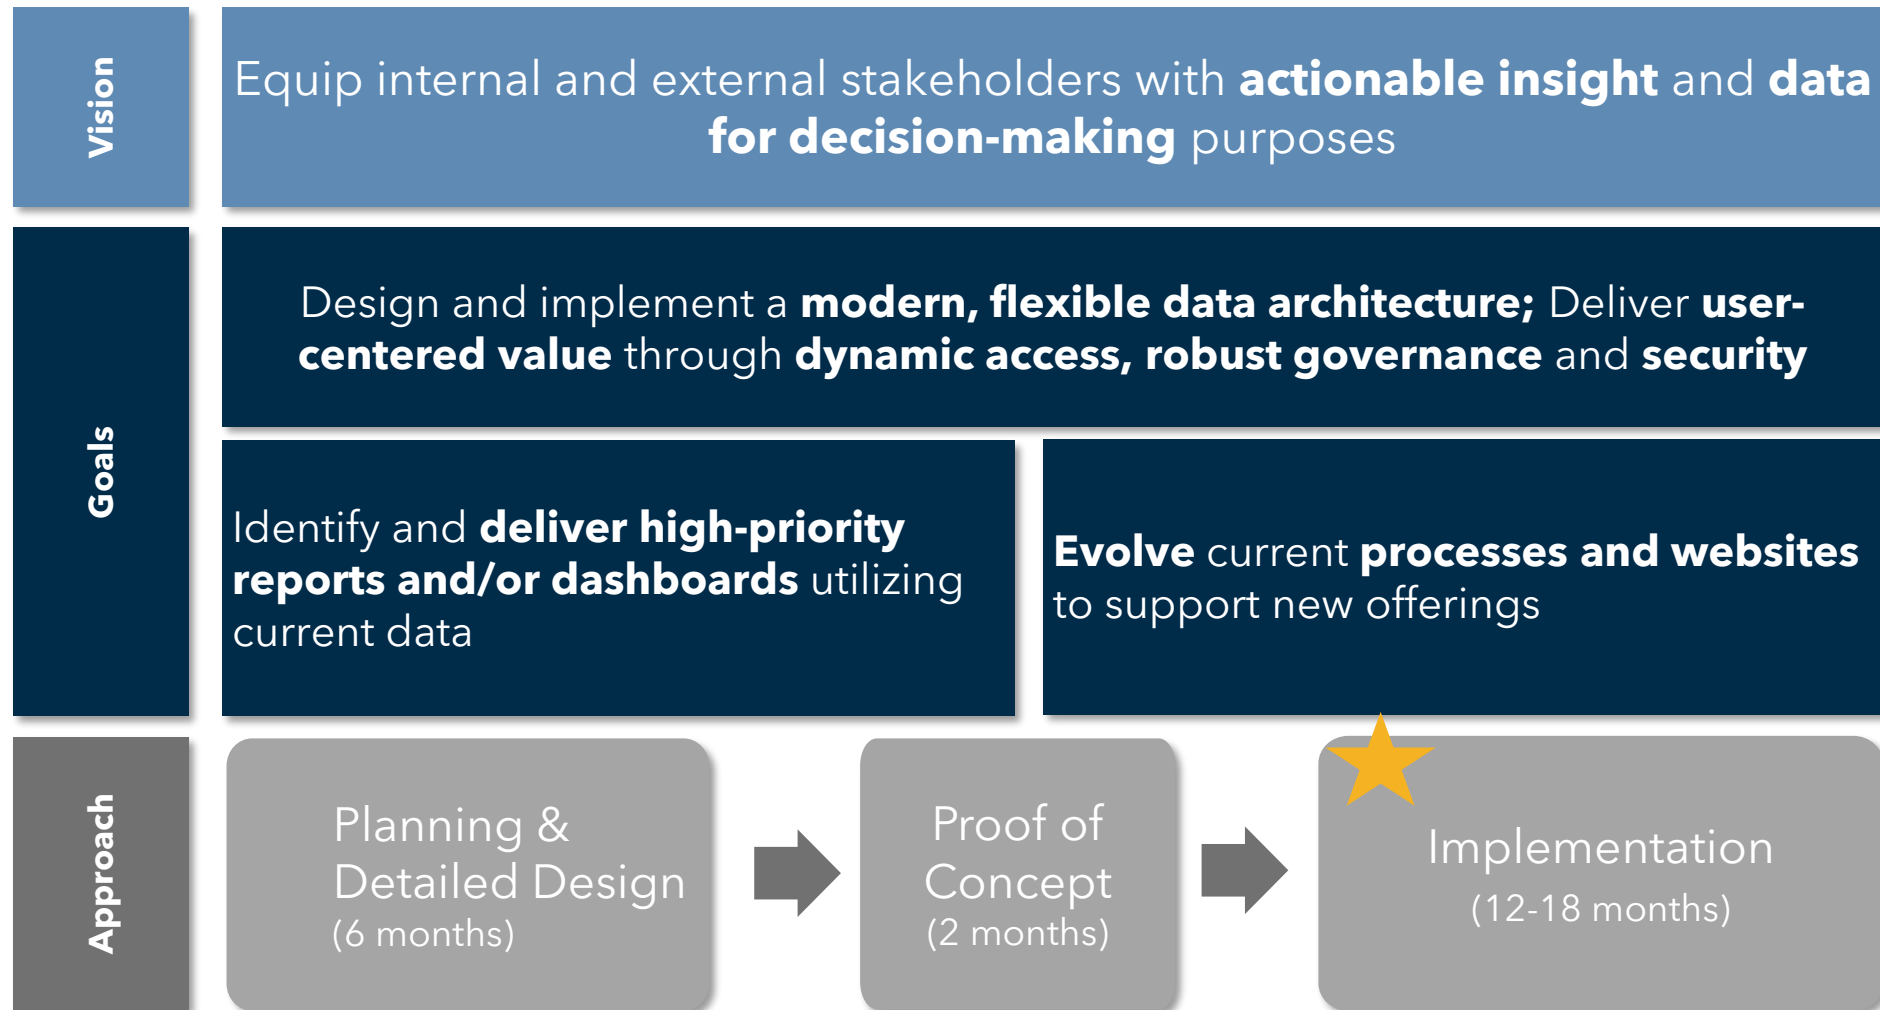 Vision
Equip internal and external stakeholders with actionable insight and data
for decision-making purposes
Goals
Design and implement a modern, flexible data architecture; Deliver user-
centered value through dynamic access, robust governance and security
Identify and deliver high-priority
reports and/or dashboards utilizing
current data
Evolve current processes and websites
to support new offerings
Approach
Planning &
Detailed Design
(6 months)
Proof of
Concept
(2 months)
Implementation
(12-18 months)